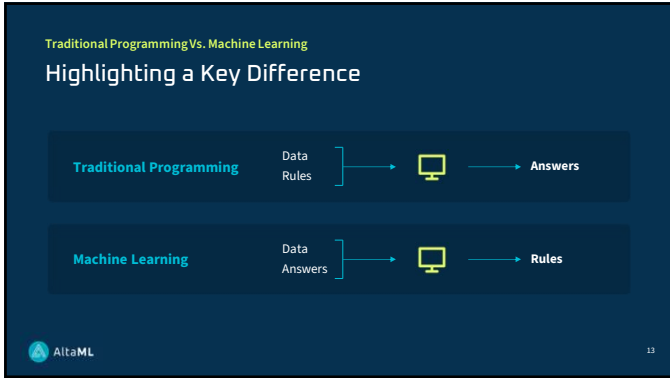 Traditional Programming Vs. Machine Learning
Highlighting a Key Difference
Traditional Programming
Data
Rules
Answers
Machine Learning
Data
Answers
Rules
AltaML
13